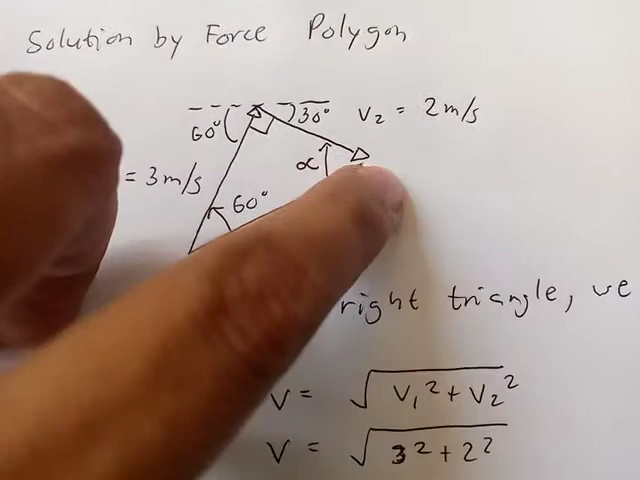 Solution by Force Polygon
60° 30° V₂ = 2m/s
= 3m/s 60° α
right triangle, we
V = √V₁² + V₂²
V = √3² + 2²